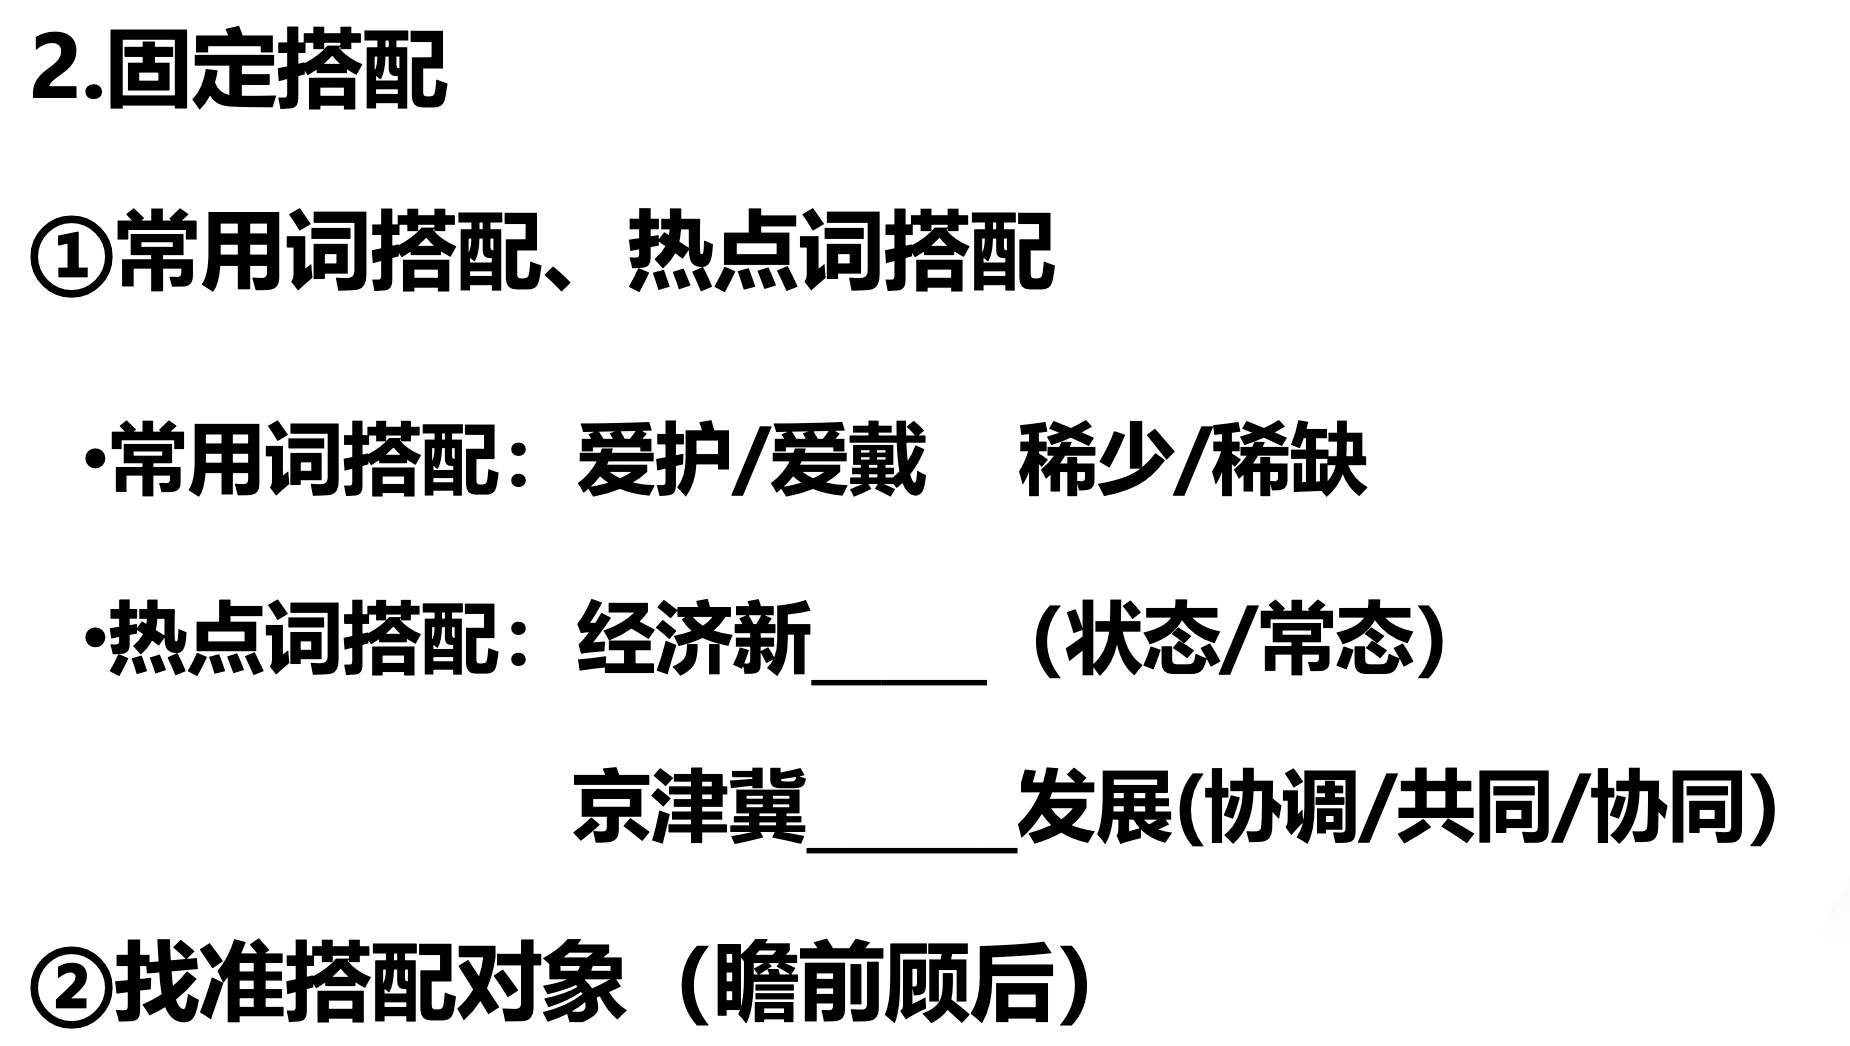 2.固定搭配
①常用词搭配、热点词搭配
•常用词搭配：爱护/爱戴 稀少/稀缺
•热点词搭配：经济新_____（状态/常态）
京津冀______发展(协调/共同/协同)
②找准搭配对象（瞻前顾后）